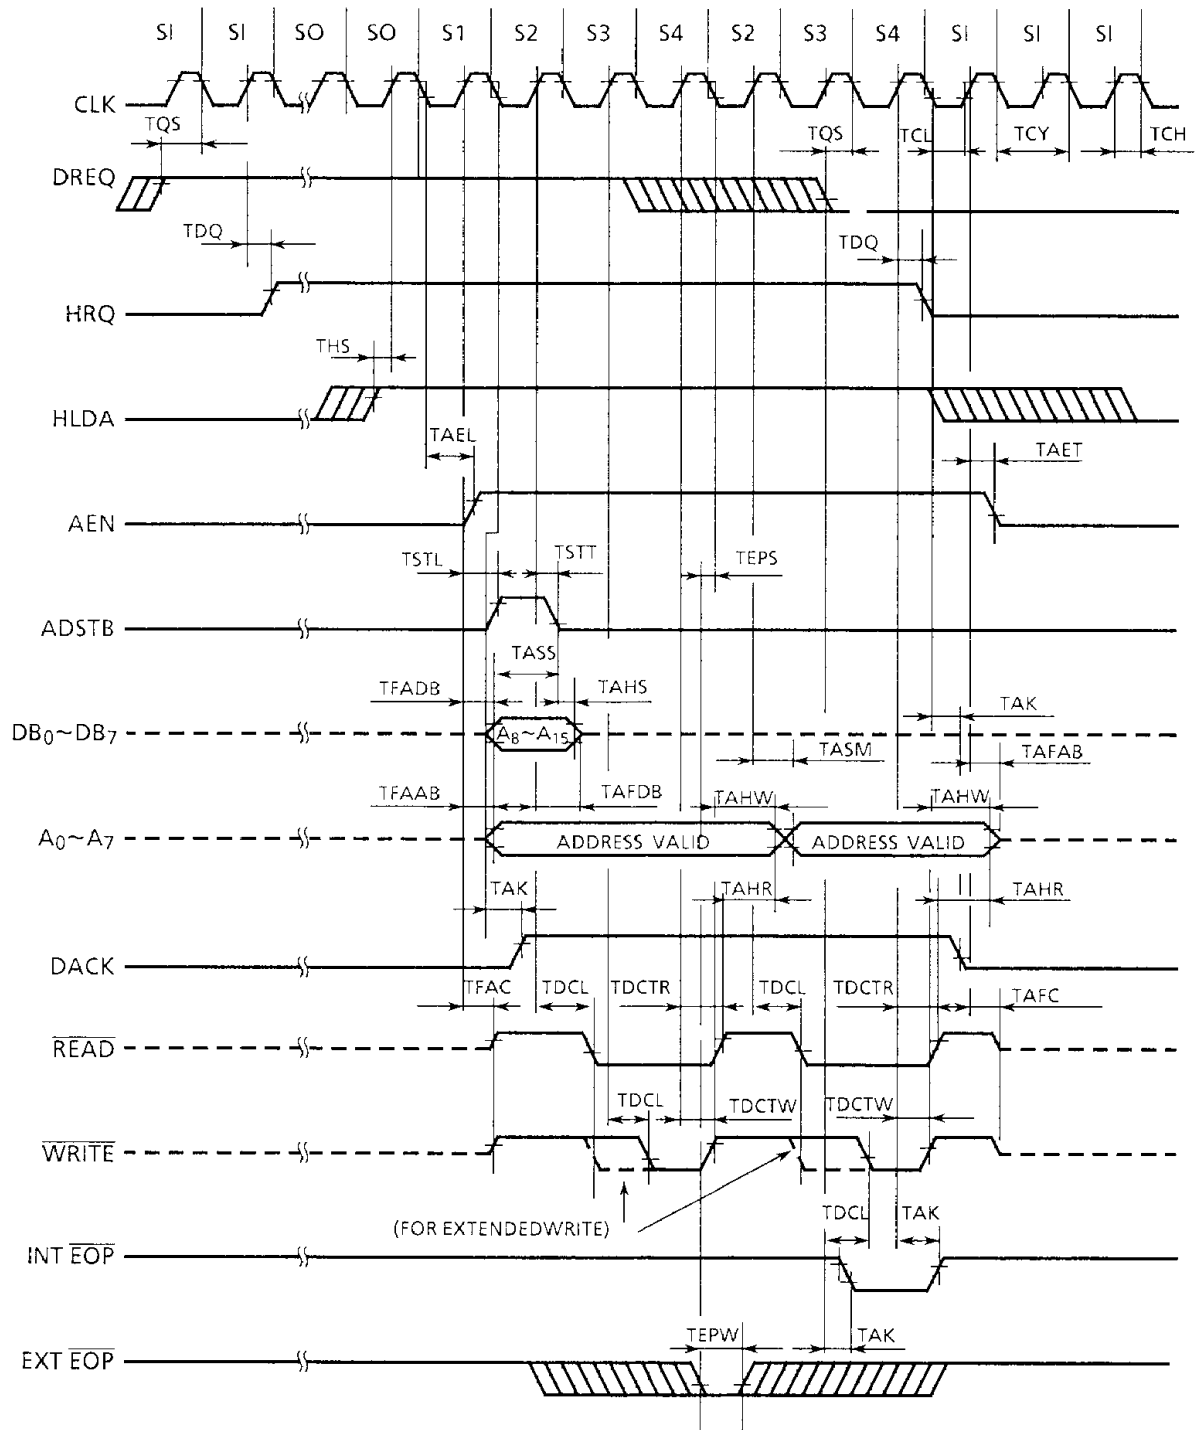 SI SI SO SO S1 S2 S3 S4 S2 S3 S4 SI SI SI
CLK
TQS TQS TCL TCY TCH
DREQ
TDQ TDQ
HRQ
THS
HLDA
TAEL TAET
AEN
TSTL TSTT TEPS
ADSTB
TASS
TFADB TAHS TAK
DB0~DB7 A8~A15
TASM TAFAB
TFAAB TAFDB TAHW TAHW
A0~A7 ADDRESS VALID ADDRESS VALID
TAK TAHR TAHR
DACK
TFAC TDCL TDCTR TDCL TDCTR TAFC
READ
TDCL TDCTW TDCTW
WRITE
(FOR EXTENDEDWRITE) TDCL TAK
INT EOP
TEPW TAK
EXT EOP